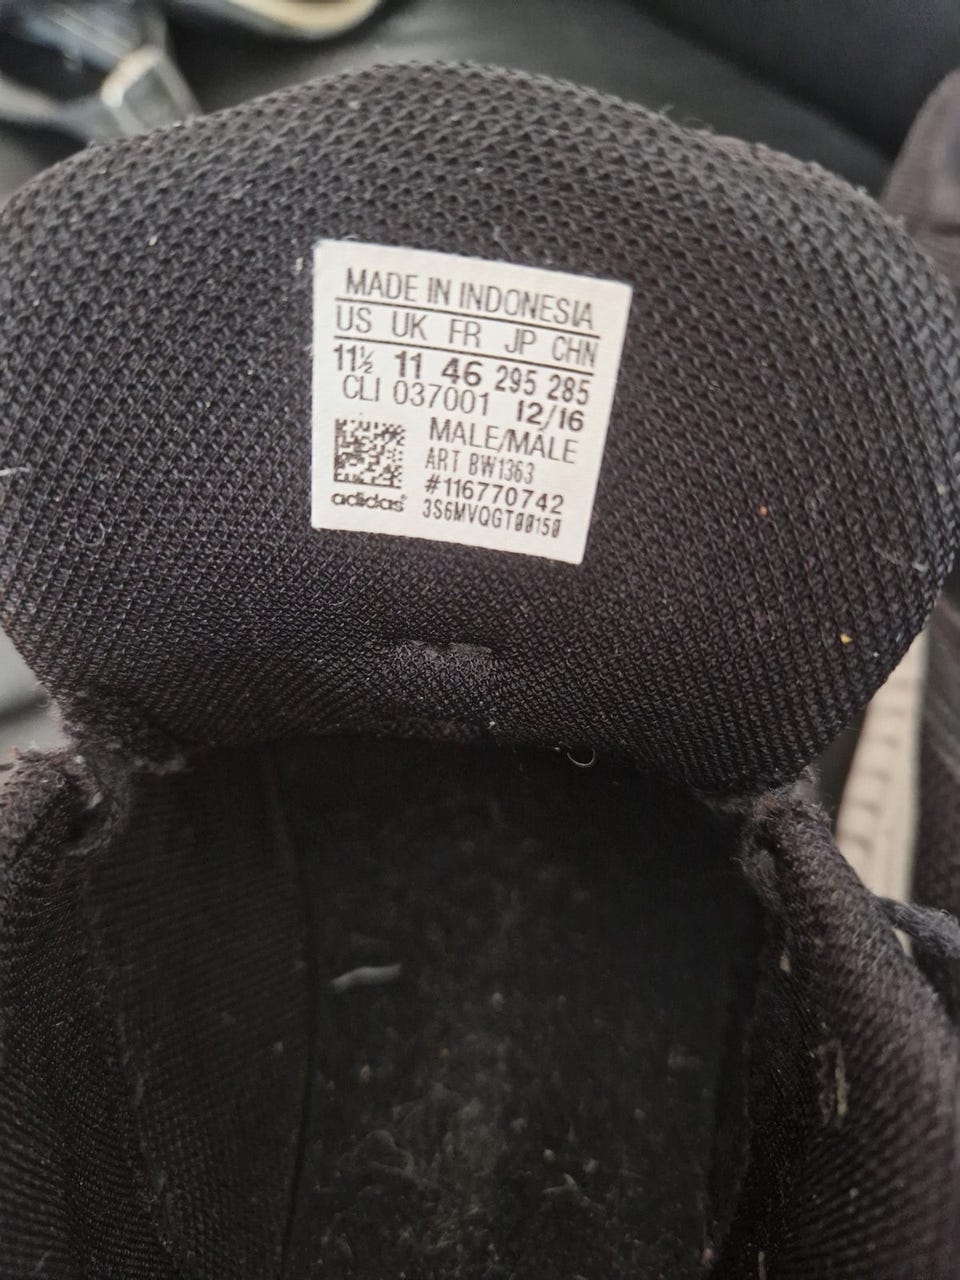 MADE IN INDONESIA
US UK FR JP CHN
11½ 11 46 295 285
CLI 037001 12/16
MALE/MALE
ART BW1363
#116770742
adidas 3S6MVQGT00150